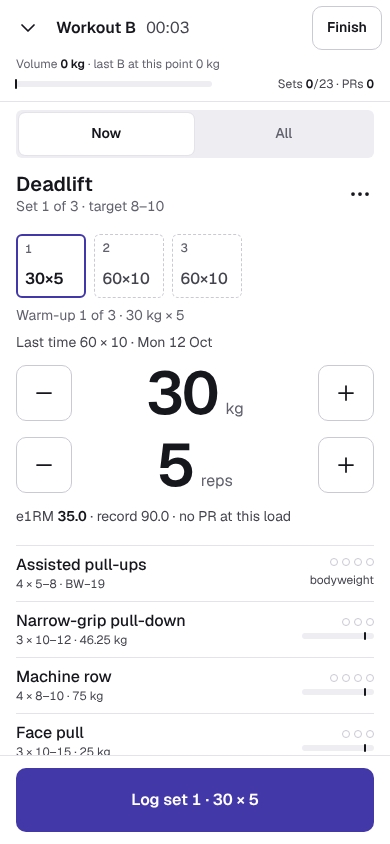 Workout B 00:03 Finish
Volume 0 kg · last B at this point 0 kg
Sets 0/23 · PRs 0
Now All
Deadlift
Set 1 of 3 · target 8–10
1 2 3
30×5 60×10 60×10
Warm-up 1 of 3 · 30 kg × 5
Last time 60 × 10 · Mon 12 Oct
30 kg
5 reps
e1RM 35.0 · record 90.0 · no PR at this load
Assisted pull-ups
4 × 5–8 · BW–19 bodyweight
Narrow-grip pull-down
3 × 10–12 · 46.25 kg
Machine row
4 × 8–10 · 75 kg
Face pull
3 × 10–15 · 25 kg
Log set 1 · 30 × 5